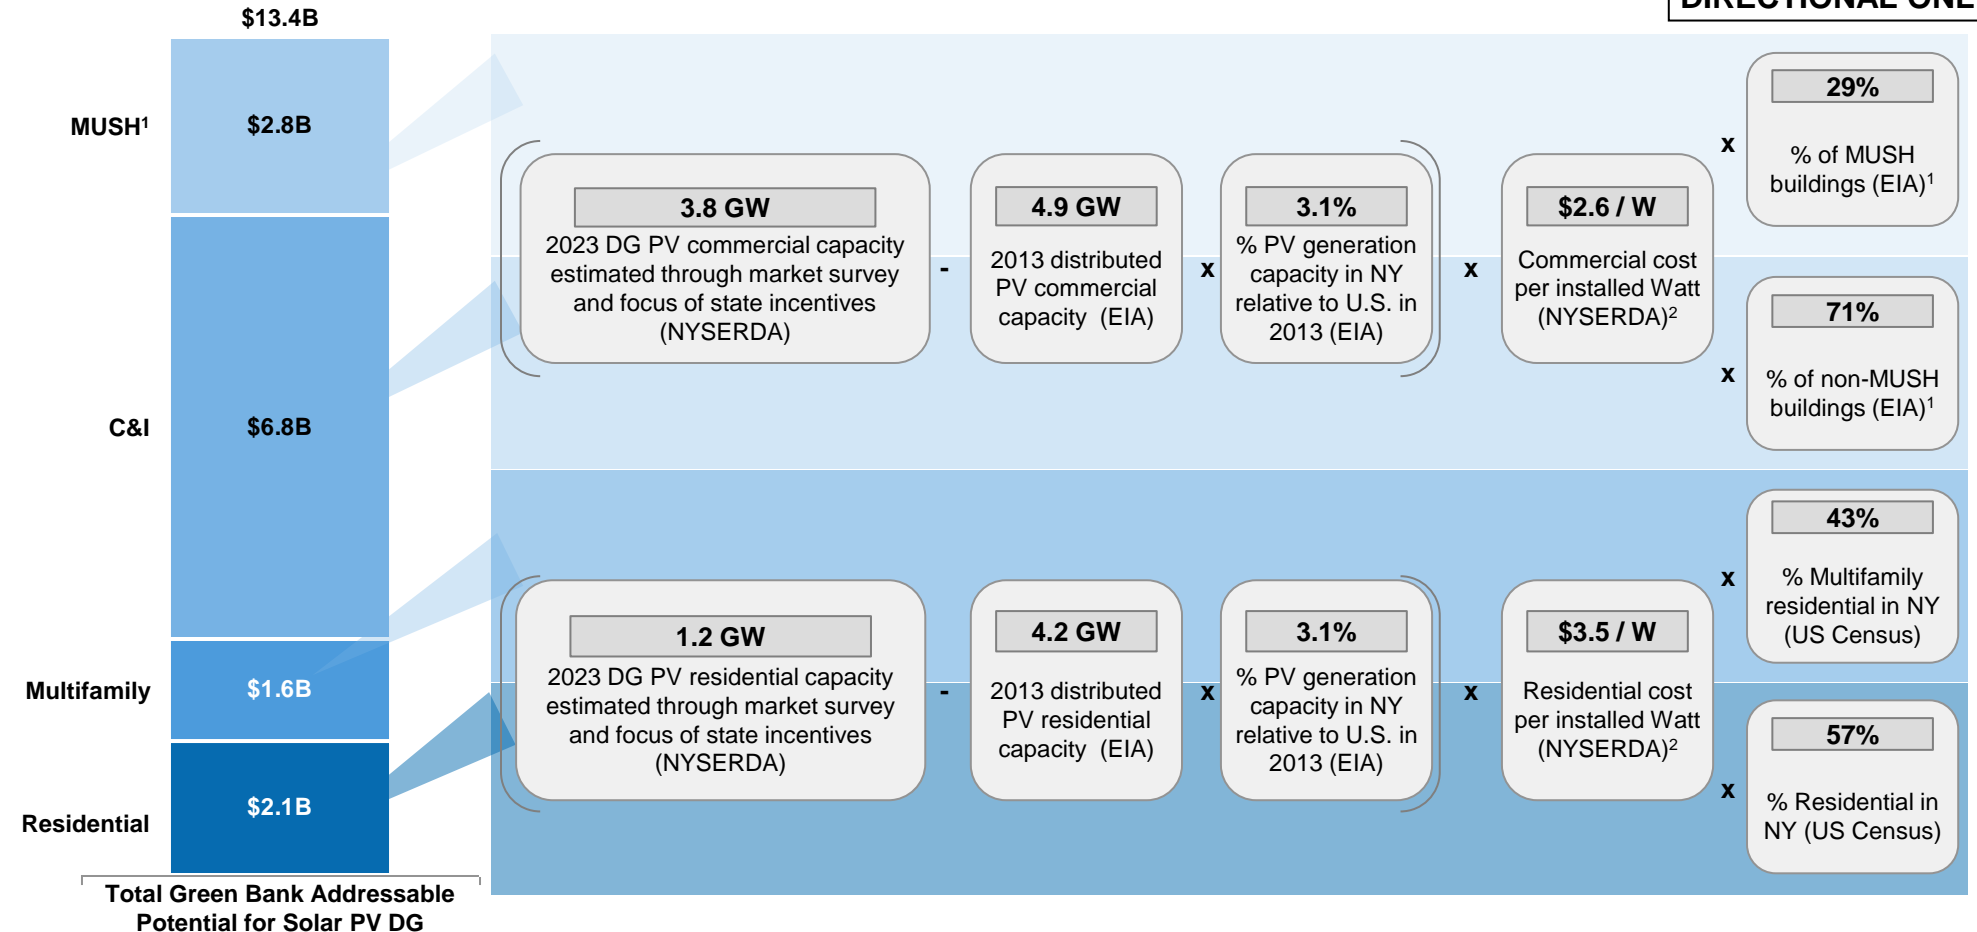 $13.4B
DIRECTIONAL ONL
MUSH¹
$2.8B
C&I
$6.8B
Multifamily
$1.6B
Residential
$2.1B
Total Green Bank Addressable
Potential for Solar PV DG
3.8 GW
2023 DG PV commercial capacity
estimated through market survey
and focus of state incentives
(NYSERDA)
-
4.9 GW
2013 distributed
PV commercial
capacity (EIA)
x
3.1%
% PV generation
capacity in NY
relative to U.S. in
2013 (EIA)
x
$2.6 / W
Commercial cost
per installed Watt
(NYSERDA)²
x
29%
% of MUSH
buildings (EIA)¹
x
71%
% of non-MUSH
buildings (EIA)¹
1.2 GW
2023 DG PV residential capacity
estimated through market survey
and focus of state incentives
(NYSERDA)
-
4.2 GW
2013 distributed
PV residential
capacity (EIA)
x
3.1%
% PV generation
capacity in NY
relative to U.S. in
2013 (EIA)
x
$3.5 / W
Residential cost
per installed Watt
(NYSERDA)²
x
43%
% Multifamily
residential in NY
(US Census)
x
57%
% Residential in
NY (US Census)